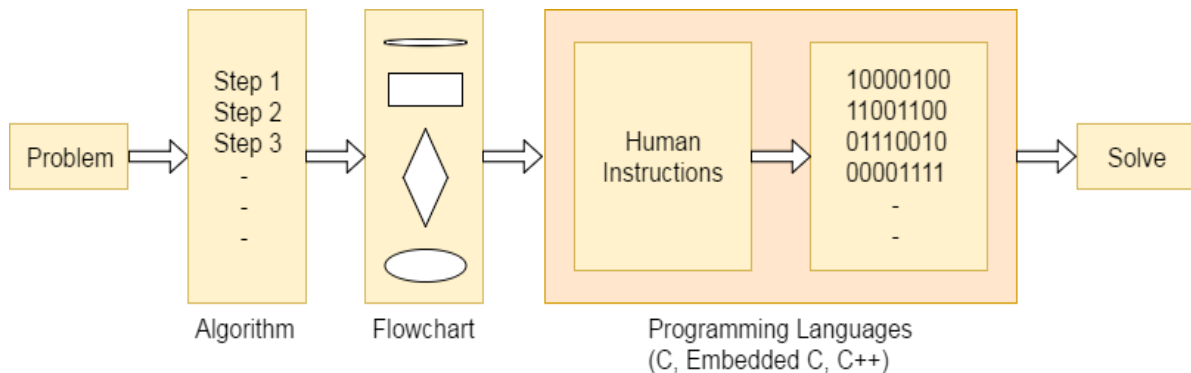 Problem
Step 1
Step 2
Step 3
-
-
-
Algorithm
Flowchart
Human
Instructions
10000100
11001100
01110010
00001111
-
-
Programming Languages
(C, Embedded C, C++)
Solve